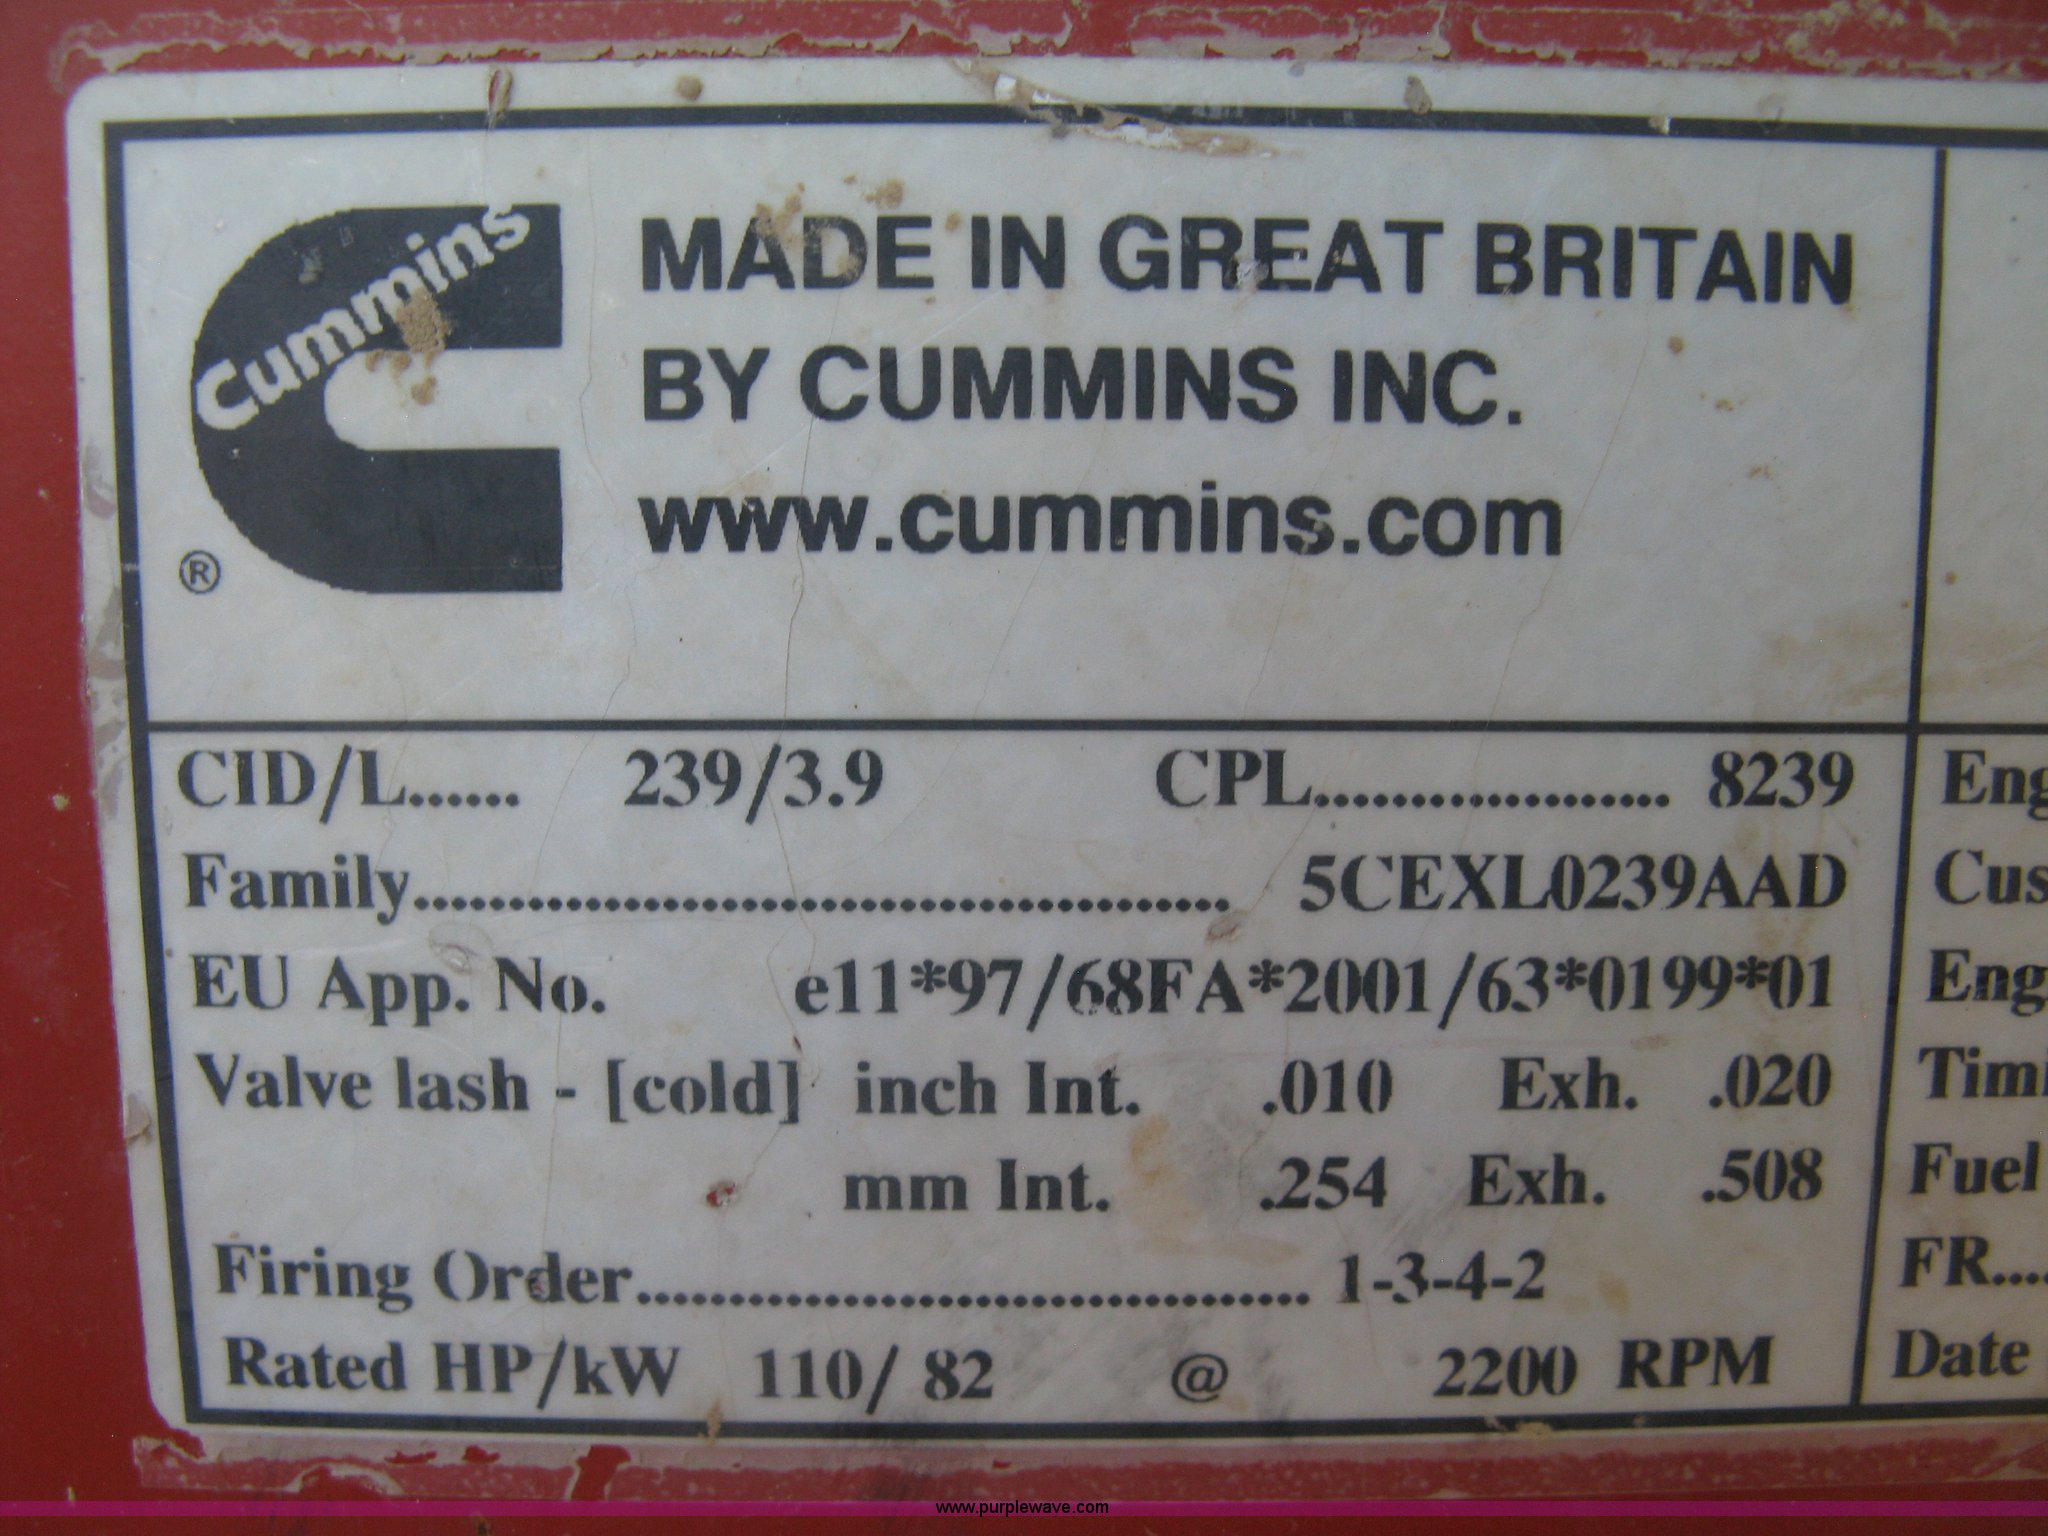 Cummins
®
MADE IN GREAT BRITAIN
BY CUMMINS INC.
www.cummins.com
CID/L...... 239/3.9 CPL.................... 8239 Eng
Family.................................................... 5CEXL0239AAD Cus
EU App. No. e11*97/68FA*2001/63*0199*01 Eng
Valve lash - [cold] inch Int. .010 Exh. .020 Timi
mm Int. .254 Exh. .508 Fuel
Firing Order........................................... 1-3-4-2 FR....
Rated HP/kW 110/ 82 @ 2200 RPM Date
www.purplewave.com